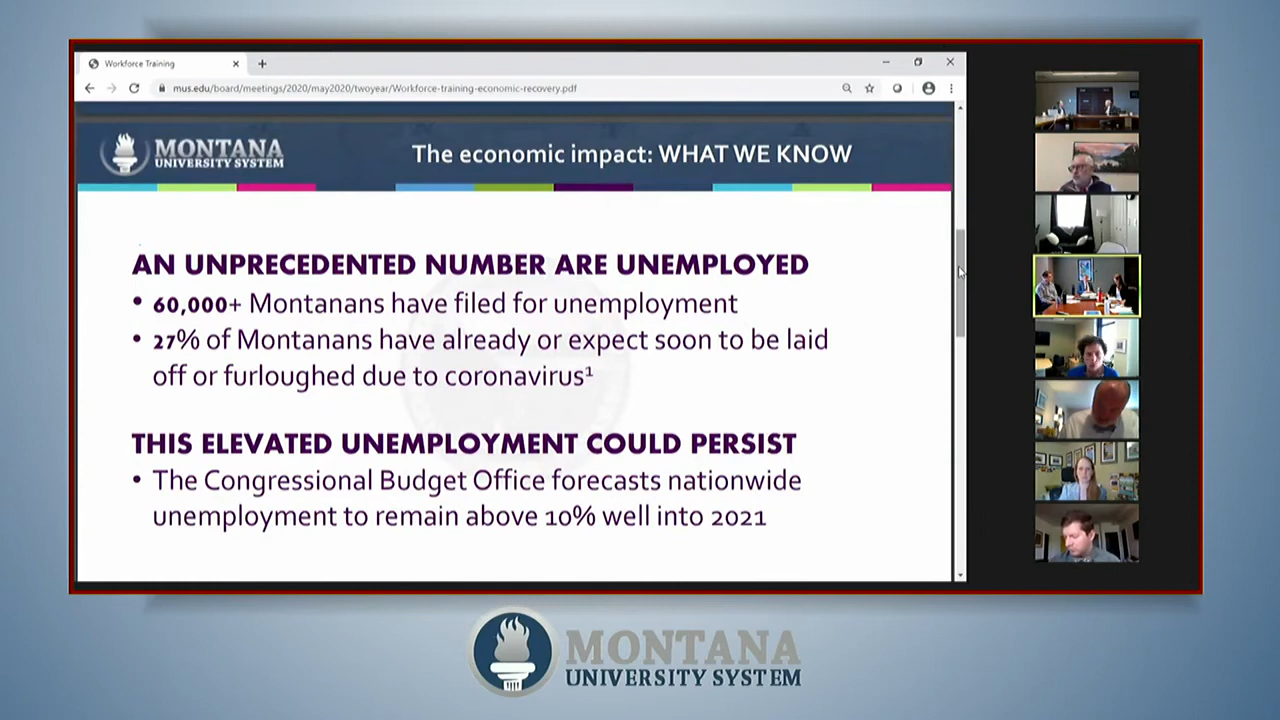 Workforce Training
mus.edu/board/meetings/2020/may2020/twoyear/Workforce-training-economic-recovery.pdf
MONTANA
UNIVERSITY SYSTEM
The economic impact: WHAT WE KNOW
AN UNPRECEDENTED NUMBER ARE UNEMPLOYED
• 60,000+ Montanans have filed for unemployment
• 27% of Montanans have already or expect soon to be laid
off or furloughed due to coronavirus¹
THIS ELEVATED UNEMPLOYMENT COULD PERSIST
• The Congressional Budget Office forecasts nationwide
unemployment to remain above 10% well into 2021
MONTANA
UNIVERSITY SYSTEM